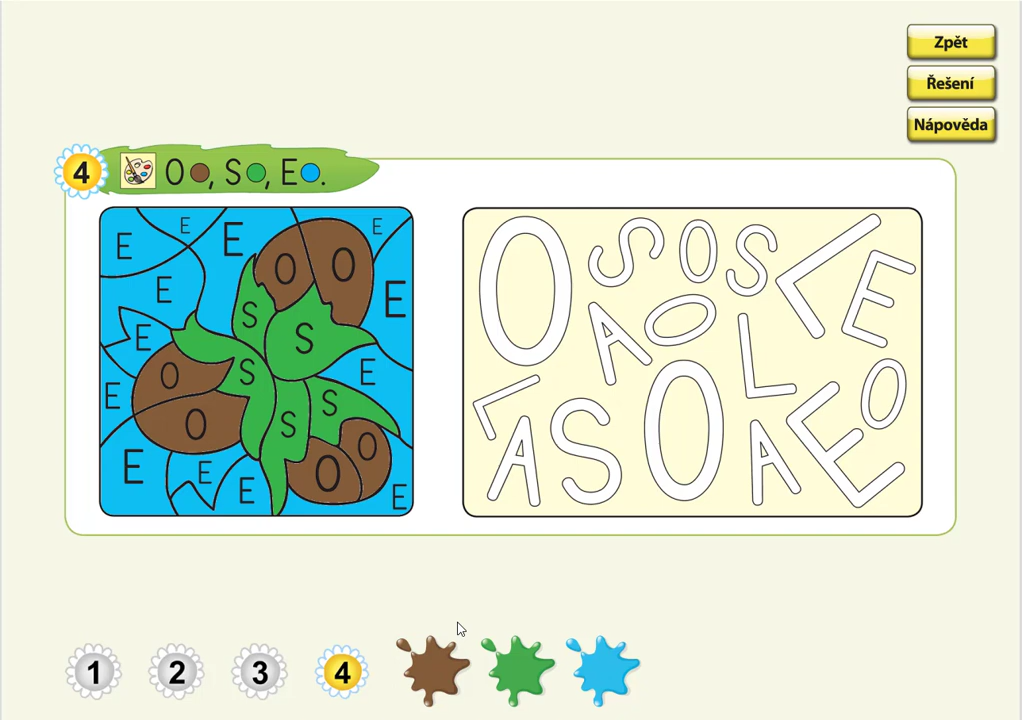 Zpět
Řešení
Nápověda
4 O, S, E.
E E E E
O O
E E
S
E S
O S E
E S
O S O
E E E O E
O S O S L E
A O L
L O
A S O A E
1 2 3 4